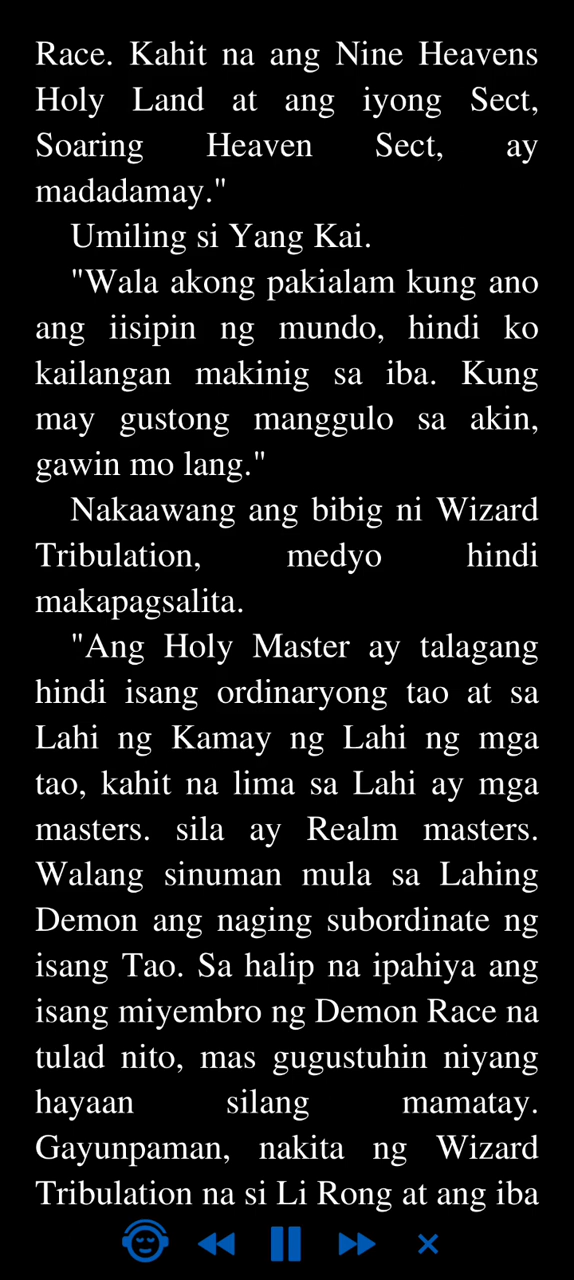 Race. Kahit na ang Nine Heavens
Holy Land at ang iyong Sect,
Soaring Heaven Sect, ay
madadamay."
Umiling si Yang Kai.
"Wala akong pakialam kung ano
ang iisipin ng mundo, hindi ko
kailangan makinig sa iba. Kung
may gustong manggulo sa akin,
gawin mo lang."
Nakaawang ang bibig ni Wizard
Tribulation, medyo hindi
makapagsalita.
"Ang Holy Master ay talagang
hindi isang ordinaryong tao at sa
Lahi ng Kamay ng Lahi ng mga
tao, kahit na lima sa Lahi ay mga
masters. sila ay Realm masters.
Walang sinuman mula sa Lahing
Demon ang naging subordinate ng
isang Tao. Sa halip na ipahiya ang
isang miyembro ng Demon Race na
tulad nito, mas gugustuhin niyang
hayaan silang mamatay.
Gayunpaman, nakita ng Wizard
Tribulation na si Li Rong at ang iba